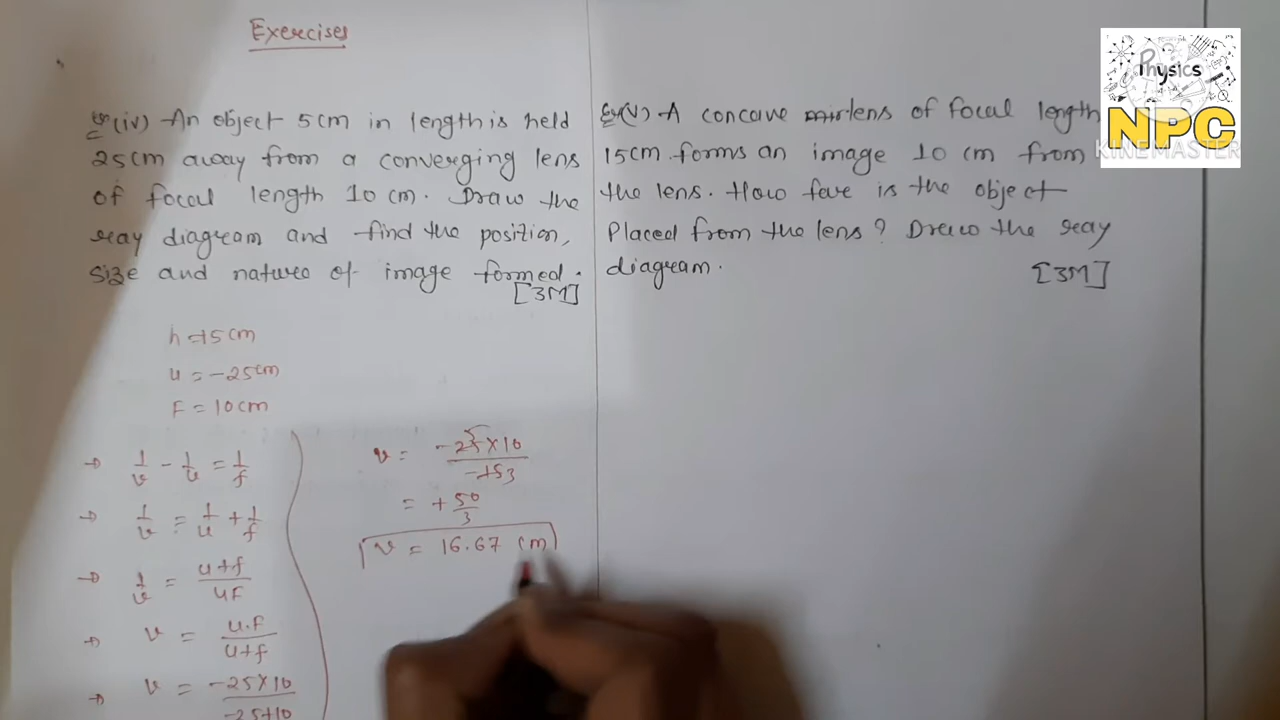 Exercises
Physics
NPC
KINEMASTER
(iv) An object 5cm in length is held
25cm away from a converging lens
of focal length 10 cm. Draw the
ray diagram and find the position,
size and nature of image formed.
[3M]
Ex(v) A concave lens of focal length
15cm forms an image 10 cm from
the lens. How far is the object
Placed from the lens? Draw the ray
diagram.
[3M]
h = +5cm
u = -25cm
F = 10cm
→ 1/v - 1/u = 1/f
→ 1/v = 1/u + 1/f
→ 1/v = u+f/uF
→ v = u.F/u+f
→ v = -25×10/-25+10
v = -25×10/-15
= +50/3
v = 16.67 cm